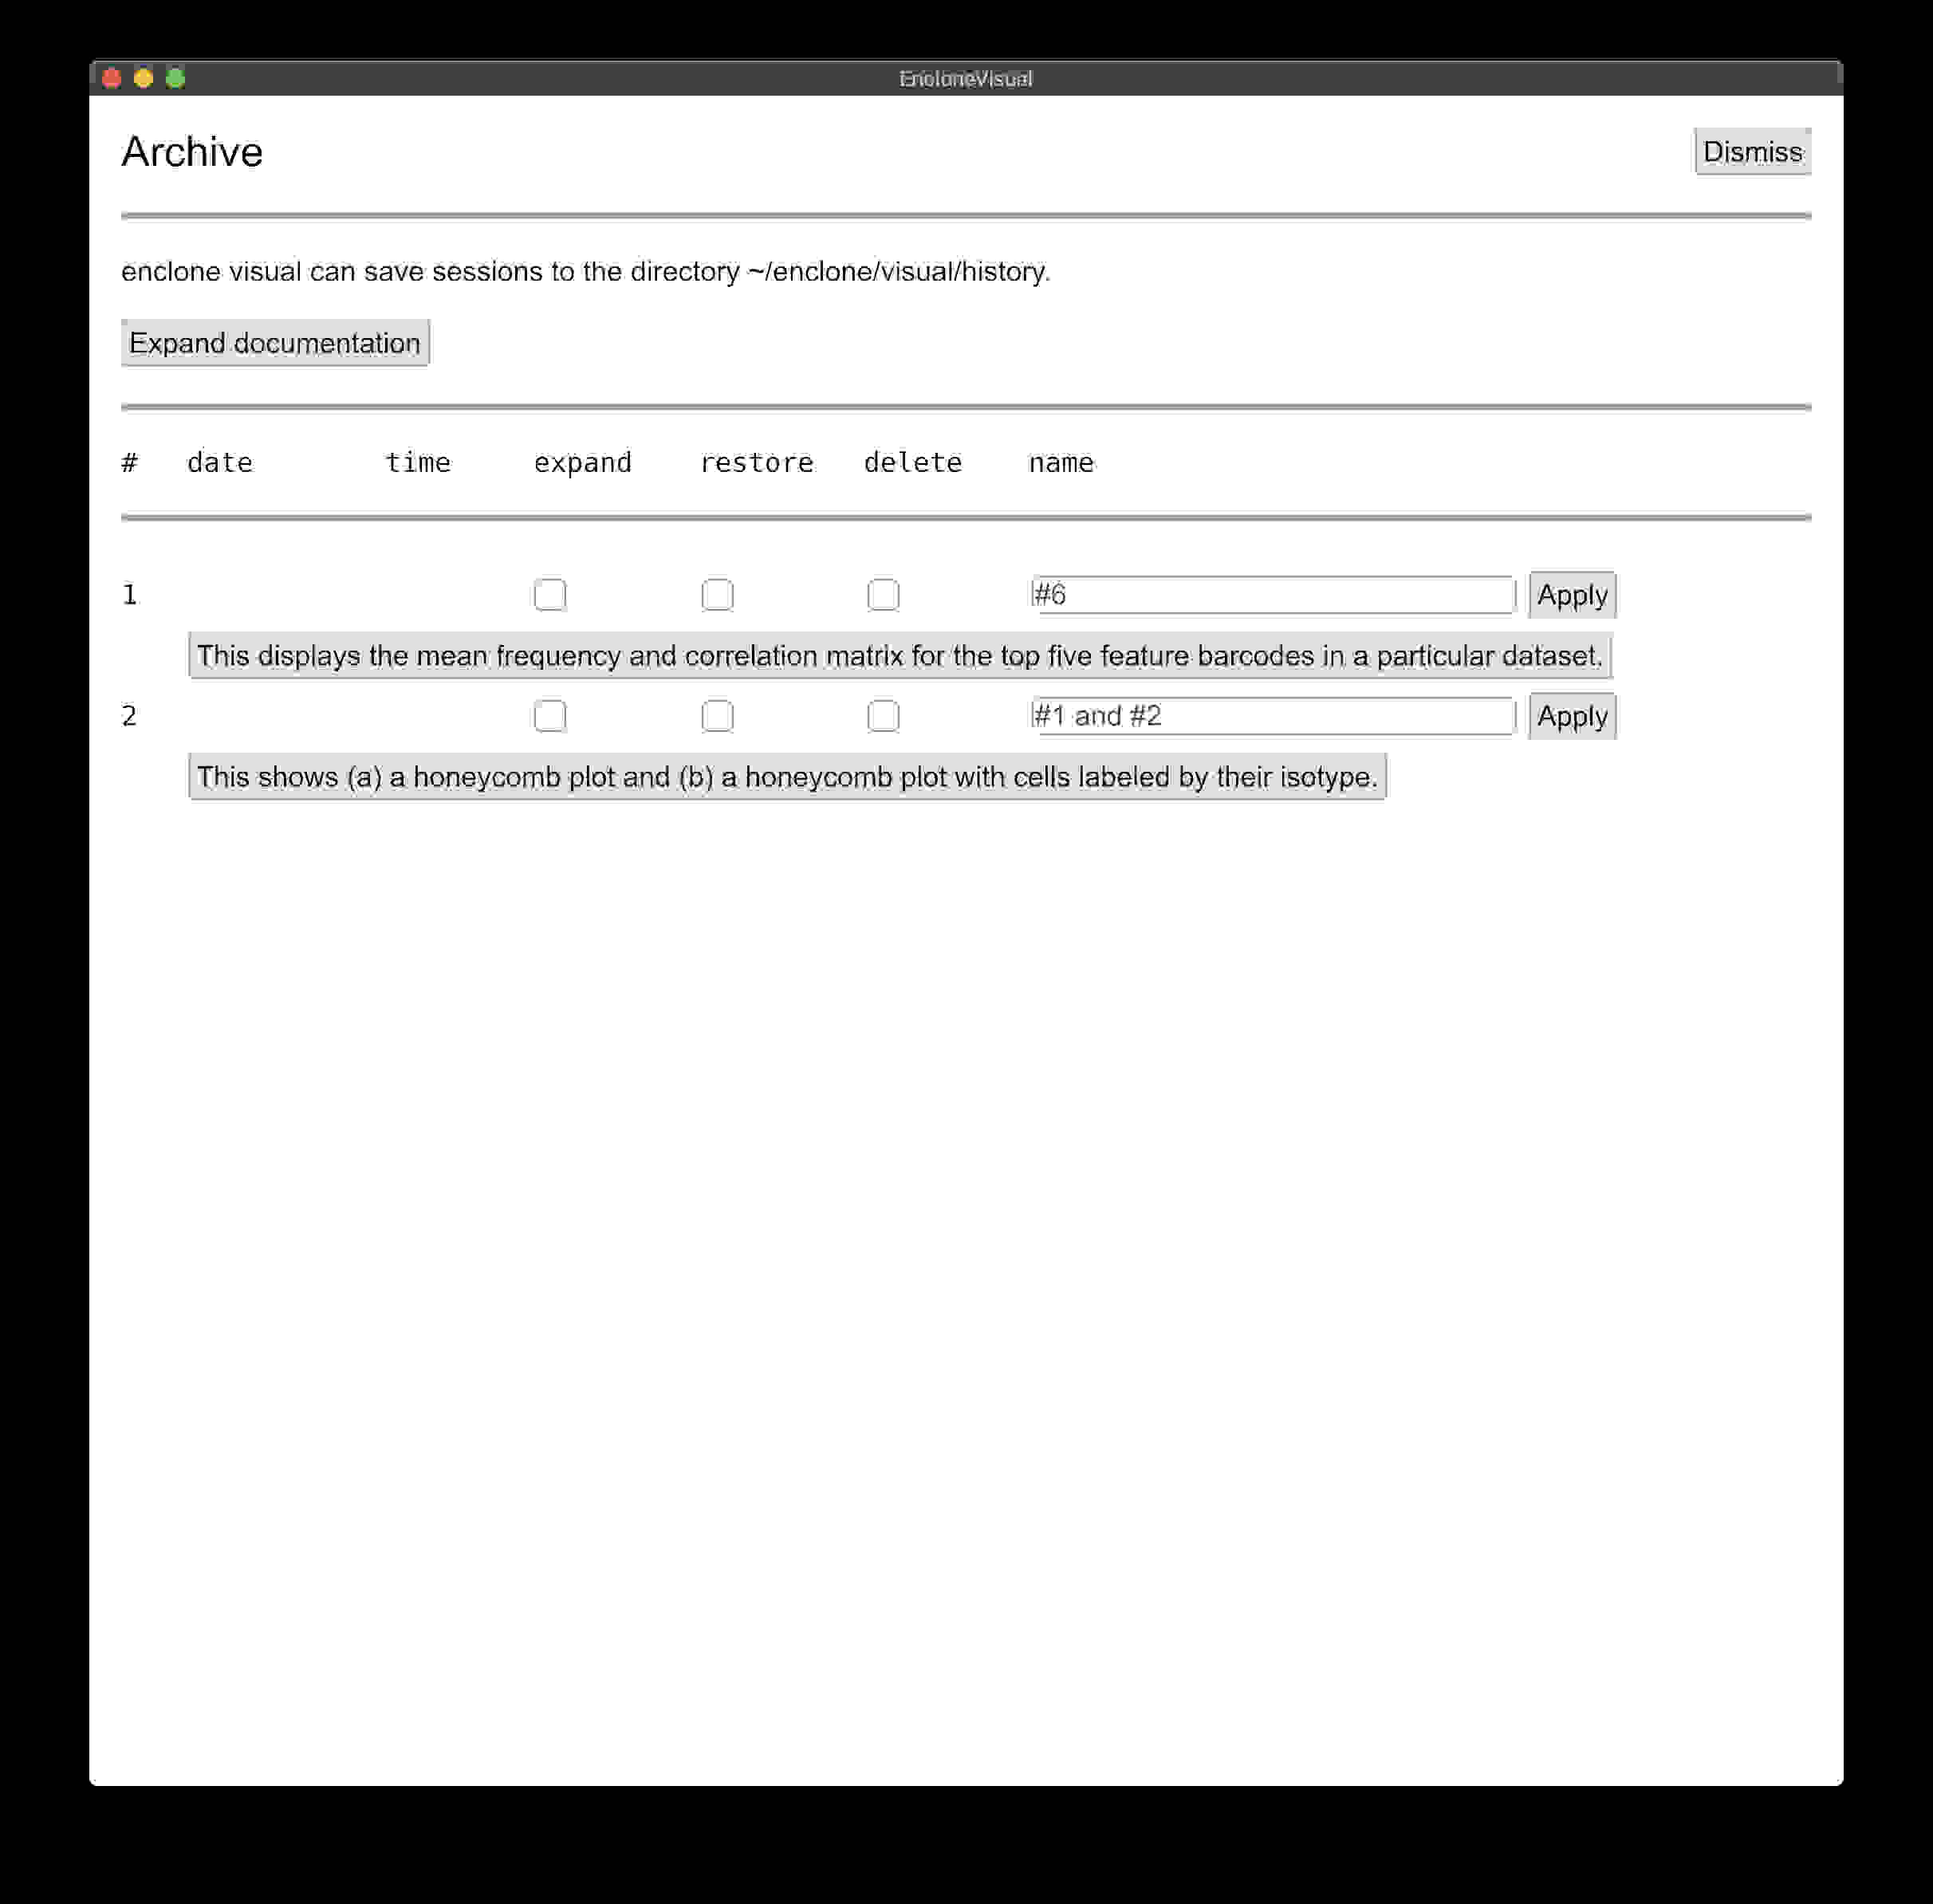 EncloneVisual
Archive Dismiss
enclone visual can save sessions to the directory ~/enclone/visual/history.
Expand documentation
# date time expand restore delete name
1 #6 Apply
This displays the mean frequency and correlation matrix for the top five feature barcodes in a particular dataset.
2 #1 and #2 Apply
This shows (a) a honeycomb plot and (b) a honeycomb plot with cells labeled by their isotype.